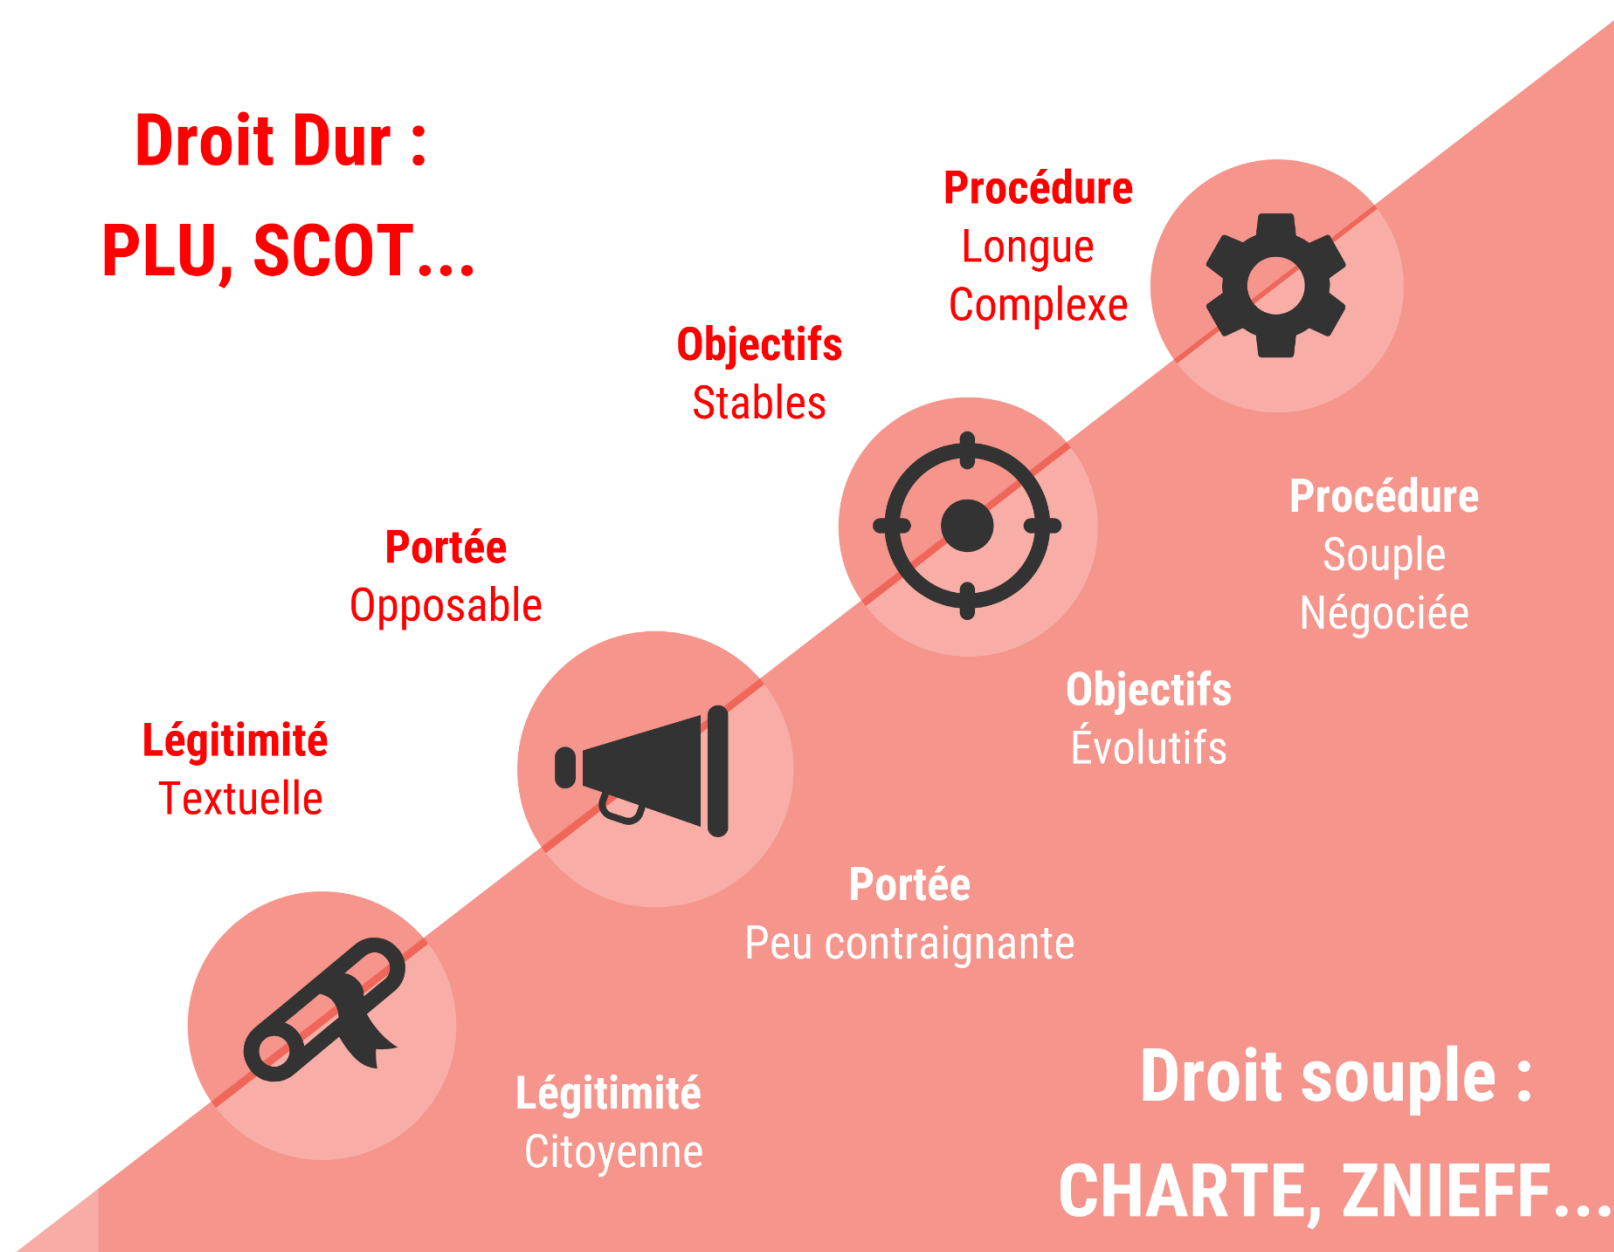 Droit Dur :
PLU, SCOT...
Procédure
Longue
Complexe
Objectifs
Stables
Portée
Opposable
Légitimité
Textuelle
Procédure
Souple
Négociée
Objectifs
Évolutifs
Portée
Peu contraignante
Légitimité
Citoyenne
Droit souple :
CHARTE, ZNIEFF...